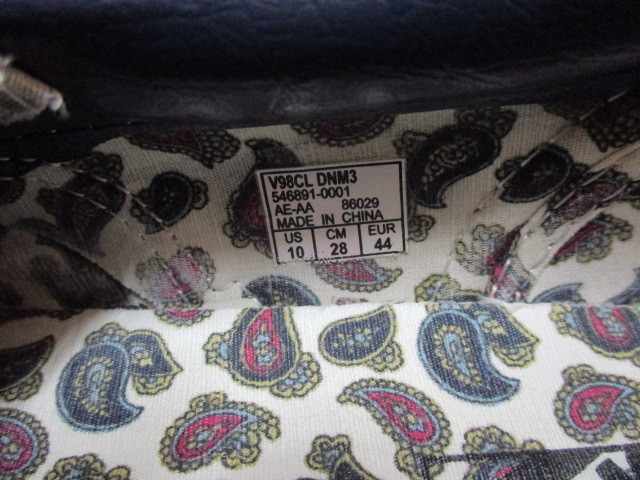 V98CL DNM3
546891-0001
AE-AA 86029
MADE IN CHINA
US CM EUR
10 28 44